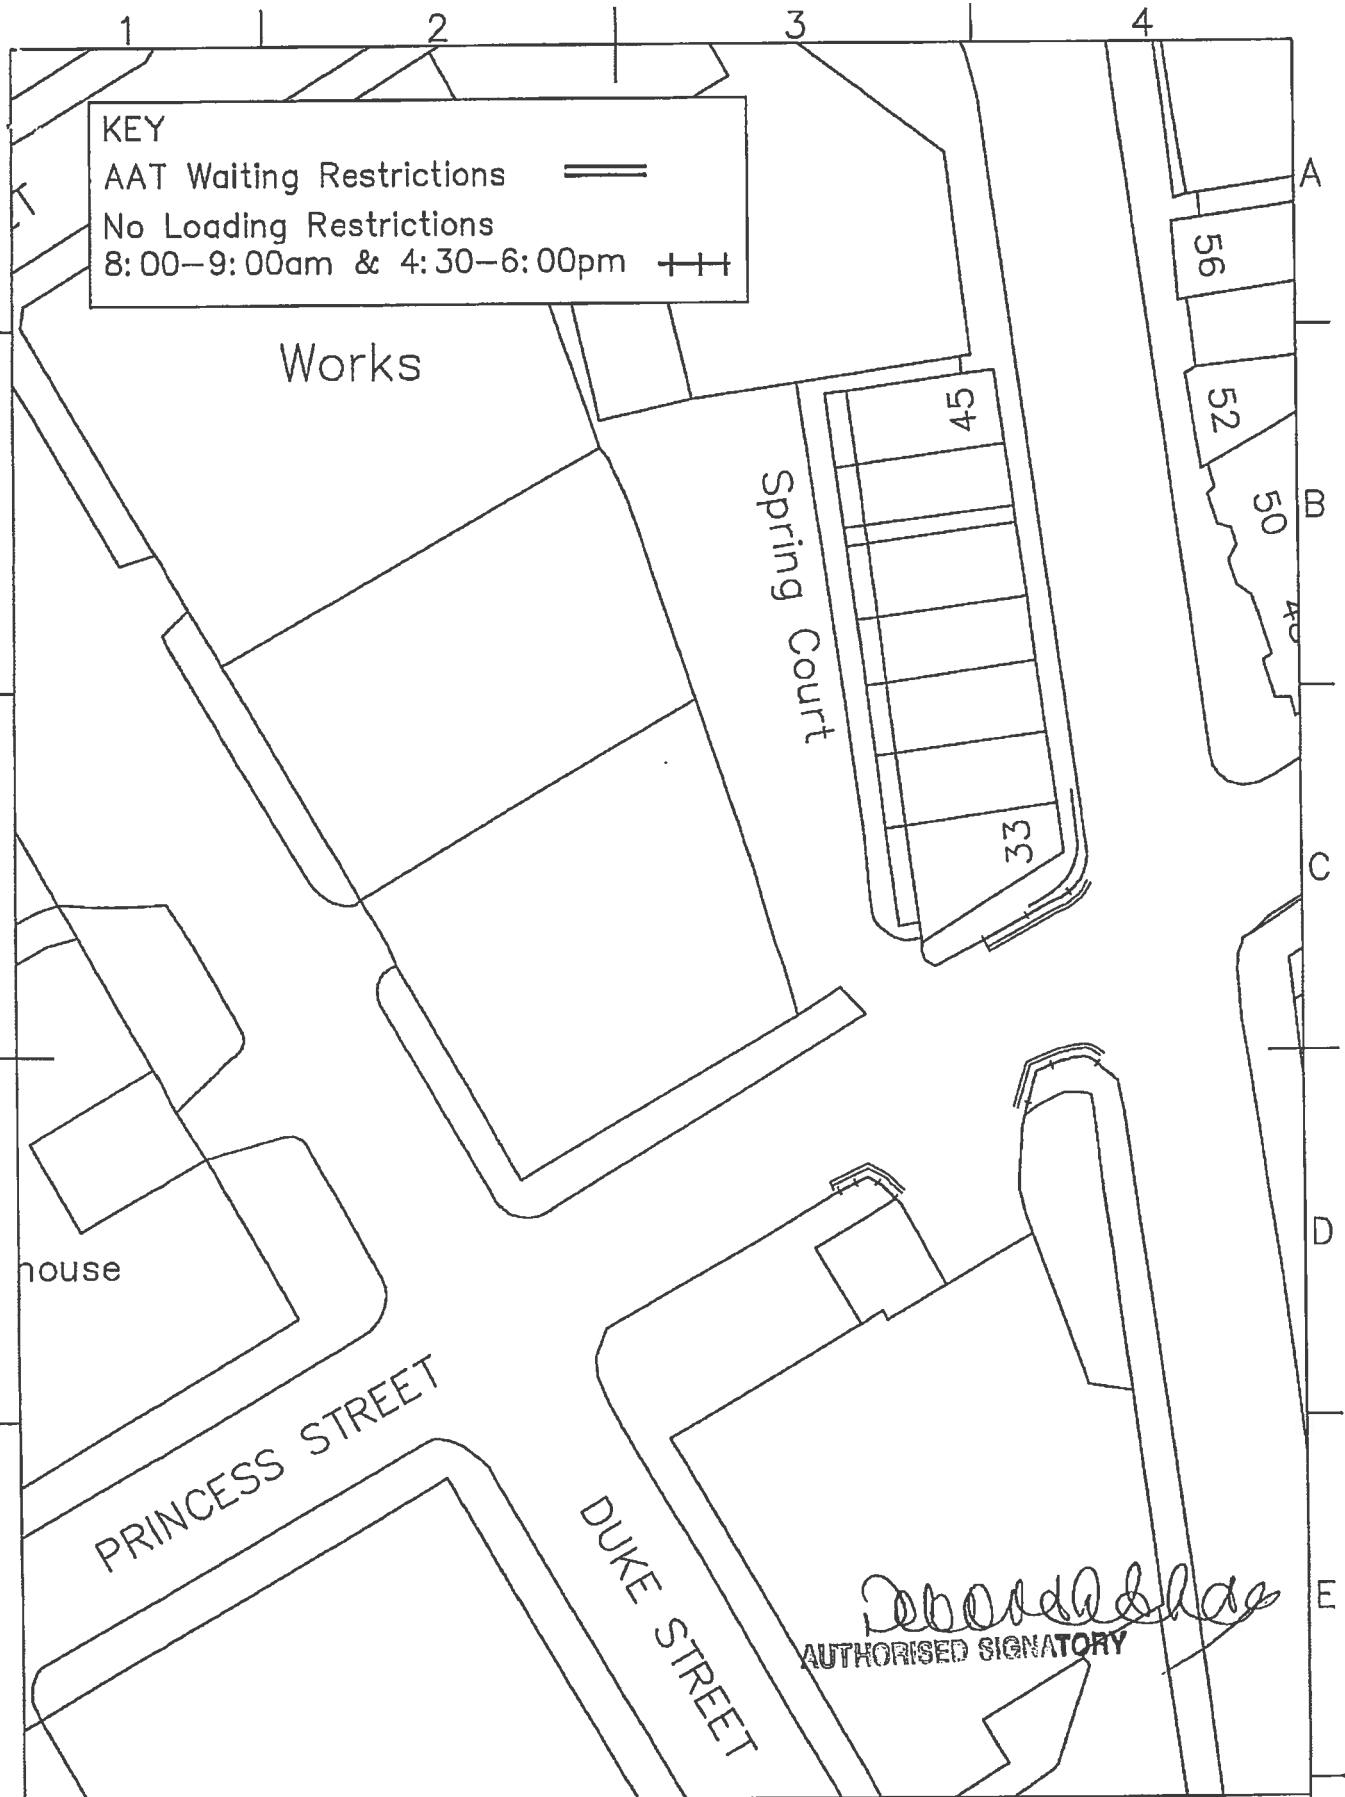 1 2 3 4
KEY
AAT Waiting Restrictions
No Loading Restrictions
8:00–9:00am & 4:30–6:00pm
A
56
Works
45
52
Spring Court
50
B
33
C
D
house
PRINCESS STREET
DUKE STREET
E
AUTHORISED SIGNATORY